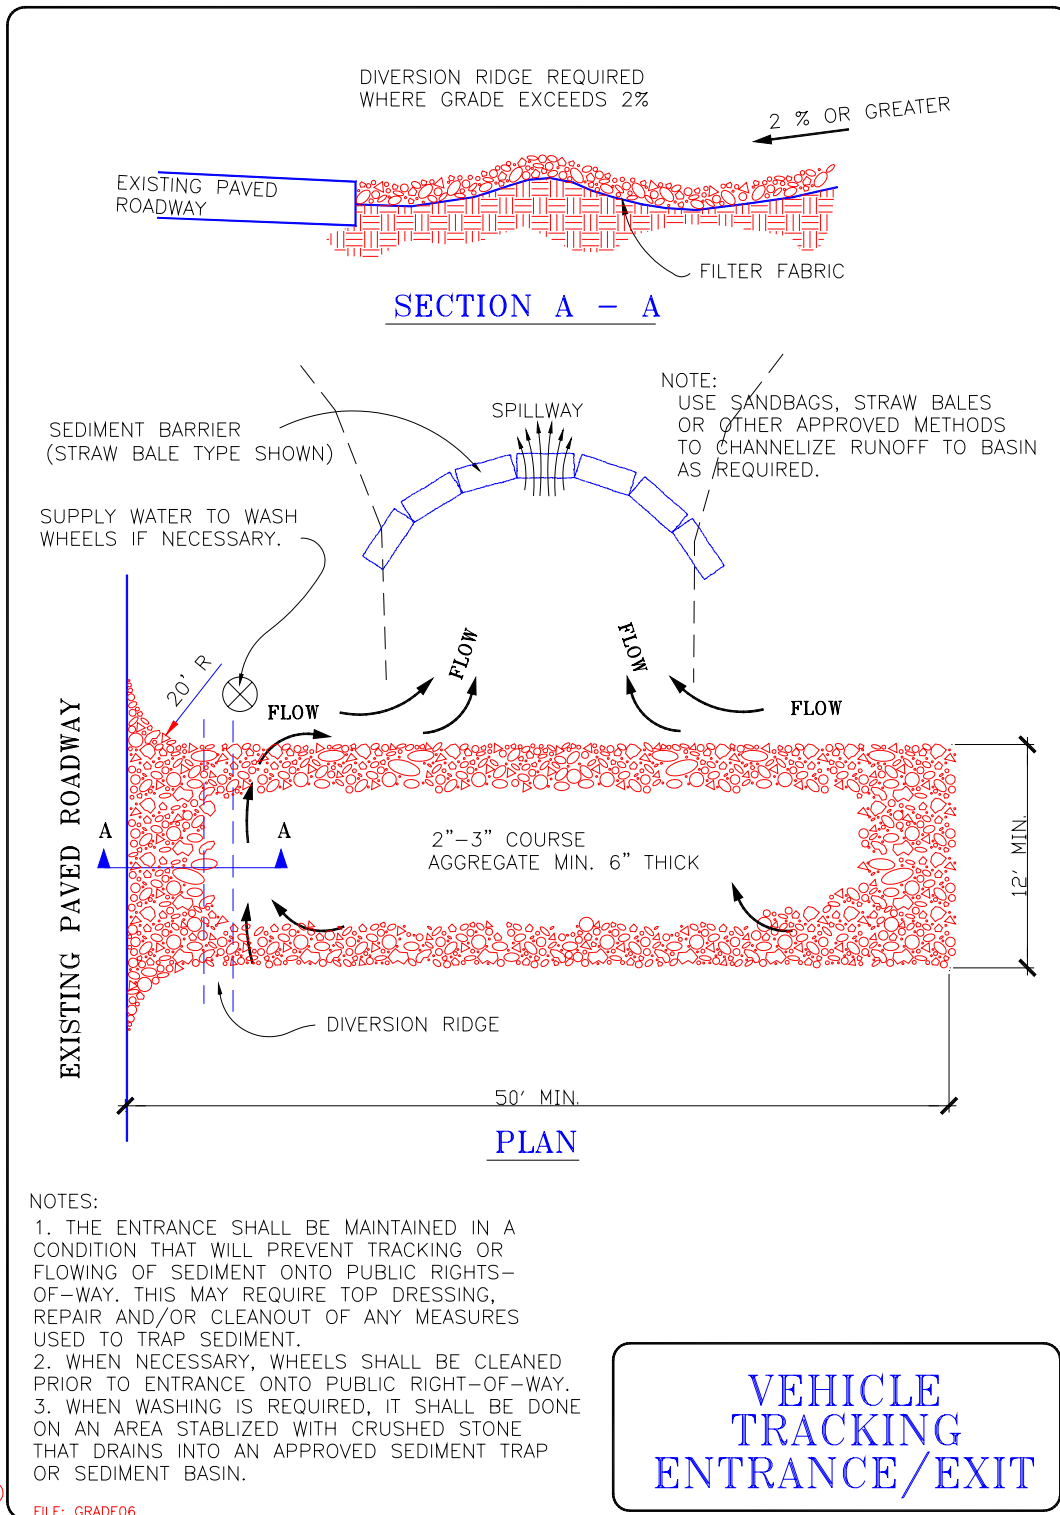 DIVERSION RIDGE REQUIRED
WHERE GRADE EXCEEDS 2%
2 % OR GREATER
EXISTING PAVED
ROADWAY
FILTER FABRIC
SECTION A - A
NOTE:
USE SANDBAGS, STRAW BALES
OR OTHER APPROVED METHODS
TO CHANNELIZE RUNOFF TO BASIN
AS REQUIRED.
SPILLWAY
SEDIMENT BARRIER
(STRAW BALE TYPE SHOWN)
SUPPLY WATER TO WASH
WHEELS IF NECESSARY.
FLOW
FLOW
20' R
FLOW
FLOW
EXISTING PAVED ROADWAY
A
A
2"-3" COURSE
AGGREGATE MIN. 6" THICK
12' MIN.
DIVERSION RIDGE
50' MIN.
PLAN
NOTES:
1. THE ENTRANCE SHALL BE MAINTAINED IN A
CONDITION THAT WILL PREVENT TRACKING OR
FLOWING OF SEDIMENT ONTO PUBLIC RIGHTS-
OF-WAY. THIS MAY REQUIRE TOP DRESSING,
REPAIR AND/OR CLEANOUT OF ANY MEASURES
USED TO TRAP SEDIMENT.
2. WHEN NECESSARY, WHEELS SHALL BE CLEANED
PRIOR TO ENTRANCE ONTO PUBLIC RIGHT-OF-WAY.
3. WHEN WASHING IS REQUIRED, IT SHALL BE DONE
ON AN AREA STABLIZED WITH CRUSHED STONE
THAT DRAINS INTO AN APPROVED SEDIMENT TRAP
OR SEDIMENT BASIN.
VEHICLE
TRACKING
ENTRANCE/EXIT
FILE: GRADE06